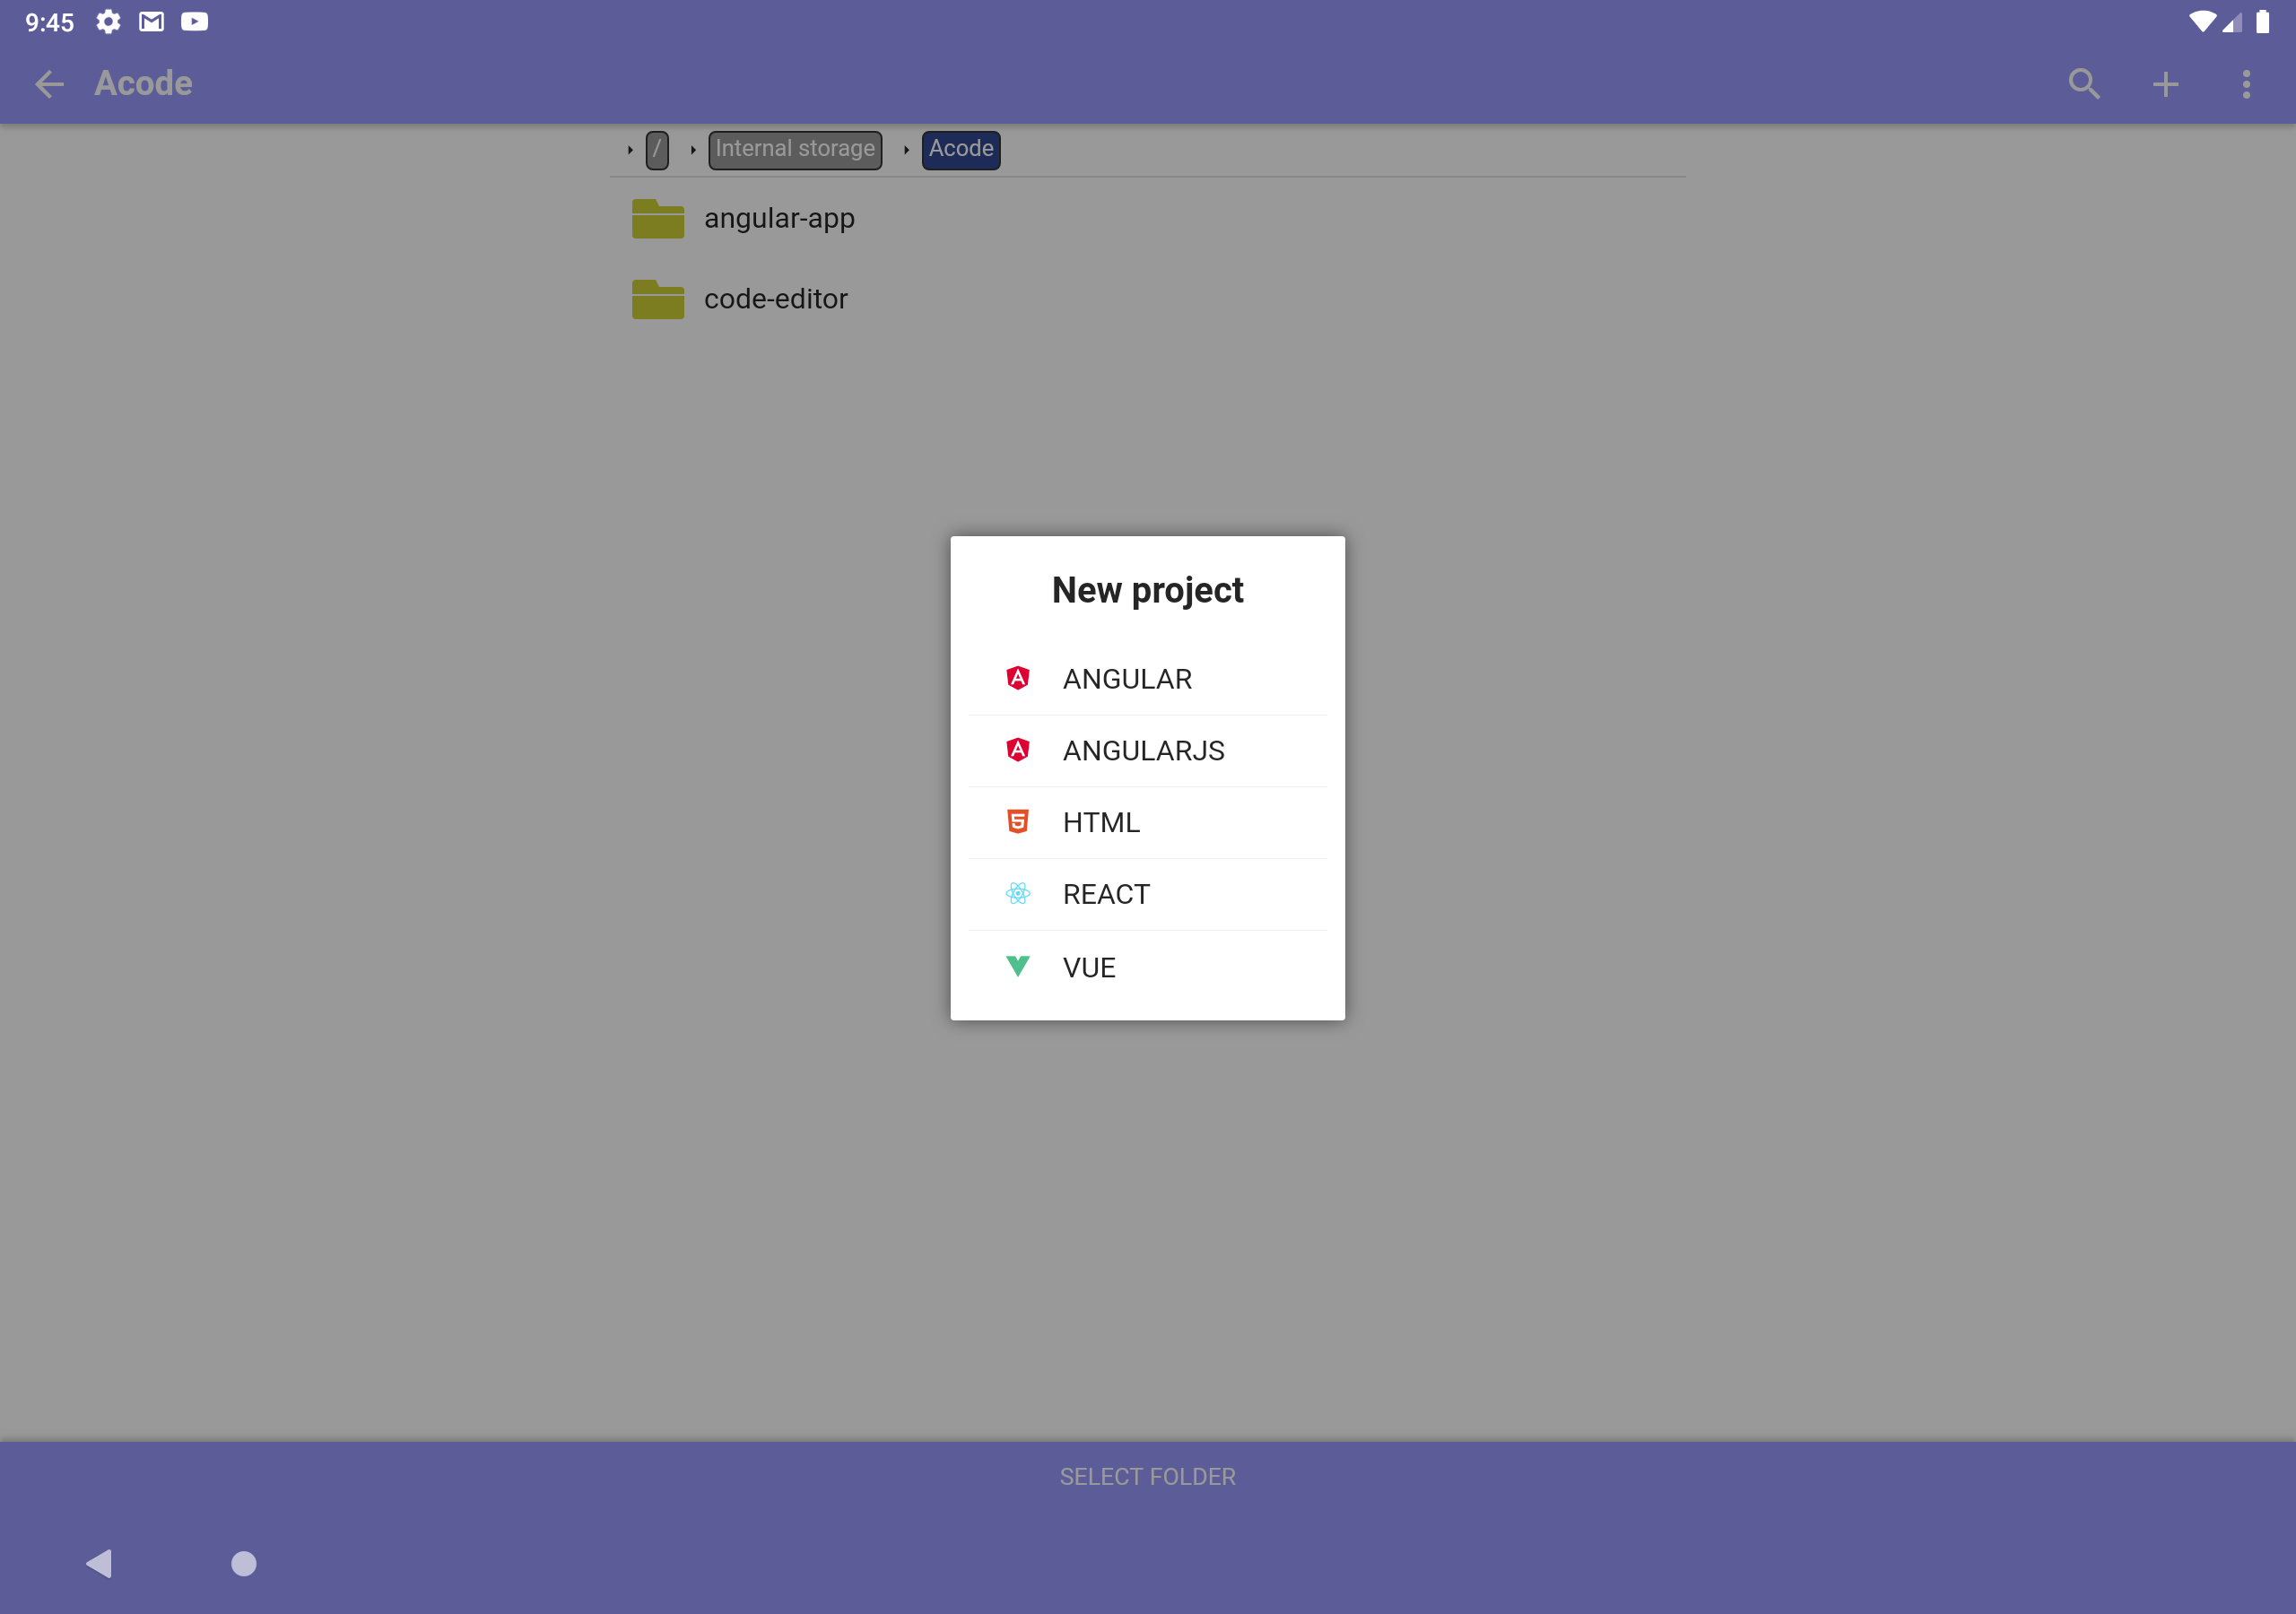 9:45
Acode
/ Internal storage Acode
angular-app
code-editor
New project
ANGULAR
ANGULARJS
HTML
REACT
VUE
SELECT FOLDER